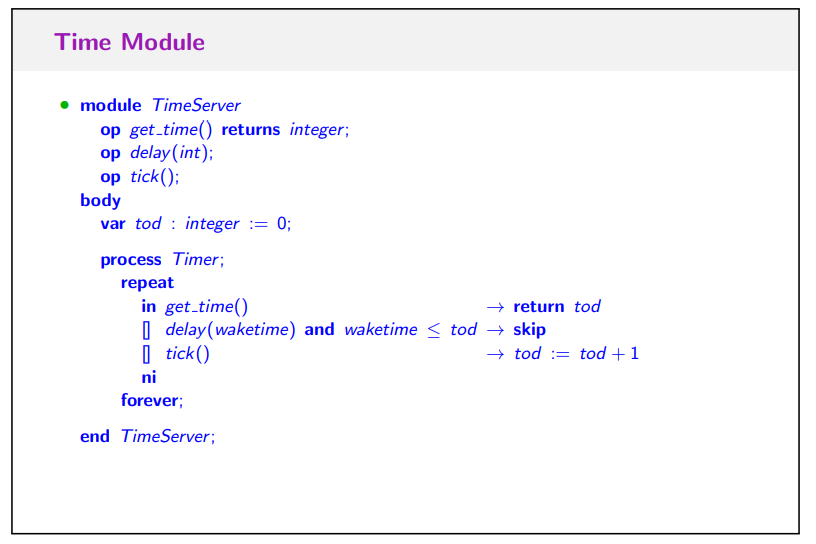 Time Module
• module TimeServer
op get_time() returns integer;
op delay(int);
op tick();
body
var tod : integer := 0;
process Timer;
repeat
in get_time() → return tod
[] delay(waketime) and waketime ≤ tod → skip
[] tick() → tod := tod + 1
ni
forever;
end TimeServer;